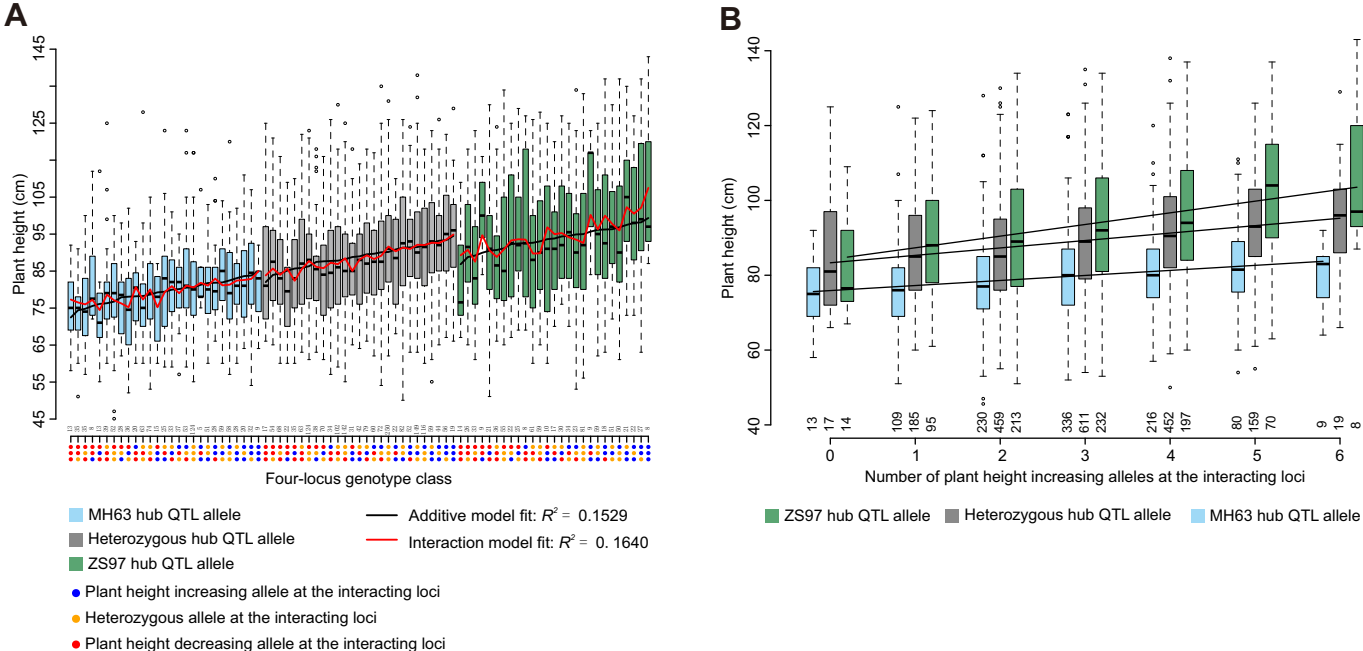 A
Plant height (cm)
145
125
105
95
85
75
65
55
45
Four-locus genotype class
MH63 hub QTL allele
Heterozygous hub QTL allele
ZS97 hub QTL allele
Additive model fit: R² = 0.1529
Interaction model fit: R² = 0. 1640
Plant height increasing allele at the interacting loci
Heterozygous allele at the interacting loci
Plant height decreasing allele at the interacting loci
B
Plant height (cm)
140
120
100
80
60
40
13 17 14 109 185 95 230 459 213 336 611 232 216 452 197 80 159 70 9 19 8
0 1 2 3 4 5 6
Number of plant height increasing alleles at the interacting loci
ZS97 hub QTL allele Heterozygous hub QTL allele MH63 hub QTL allele